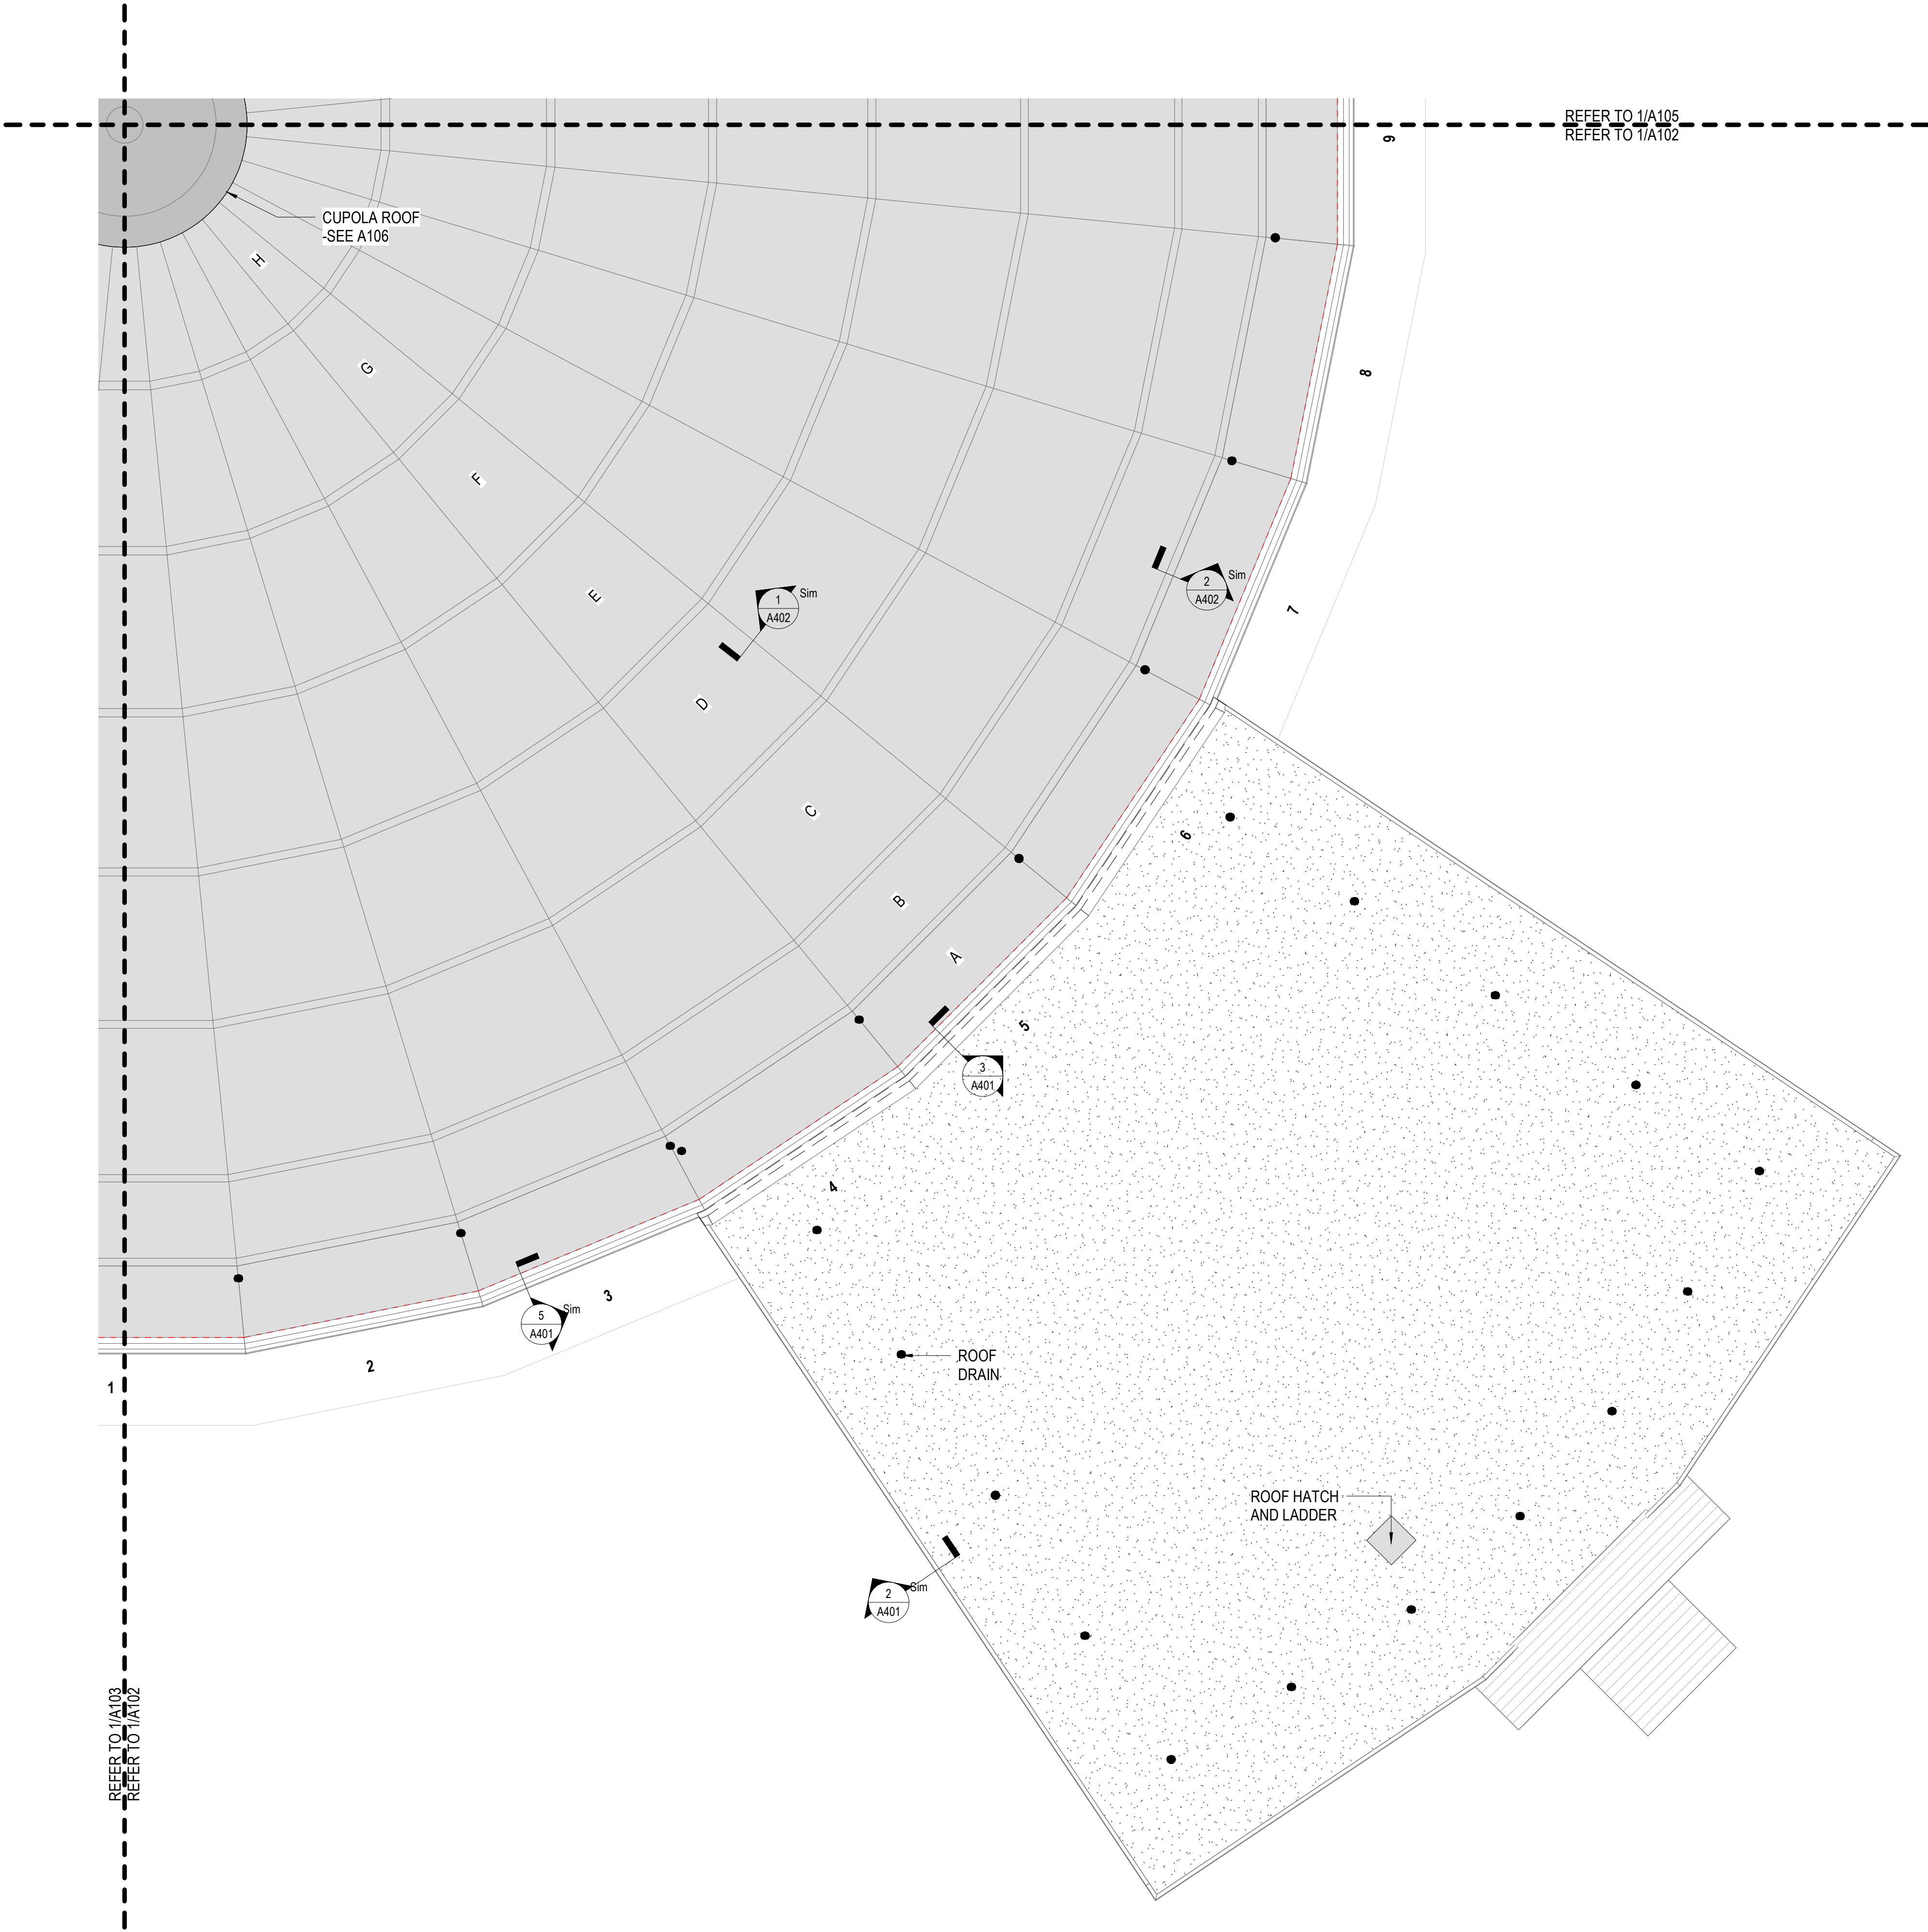 REFER TO 1/A105
REFER TO 1/A102
9
CUPOLA ROOF
-SEE A106
H
G
8
F
E
1
A402
Sim
2
A402
Sim
7
D
C
6
B
A
5
3
A401
4
3
5
A401
Sim
2
1
ROOF
DRAIN
ROOF HATCH
AND LADDER
2
A401
Sim
REFER TO 1/A103
REFER TO 1/A102